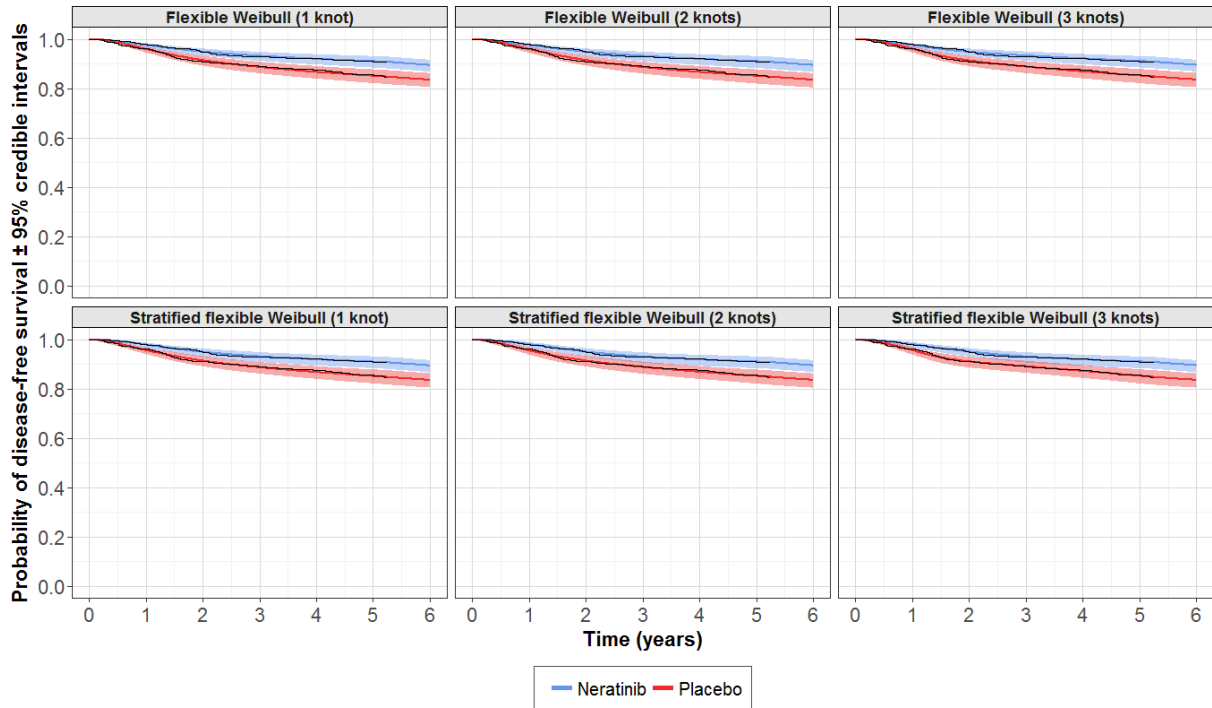 Flexible Weibull (1 knot)
Flexible Weibull (2 knots)
Flexible Weibull (3 knots)
1.0
0.8
0.6
0.4
0.2
0.0
Stratified flexible Weibull (1 knot)
Stratified flexible Weibull (2 knots)
Stratified flexible Weibull (3 knots)
1.0
0.8
0.6
0.4
0.2
0.0
0 1 2 3 4 5 6
0 1 2 3 4 5 6
0 1 2 3 4 5 6
Probability of disease-free survival ± 95% credible intervals
Time (years)
Neratinib Placebo